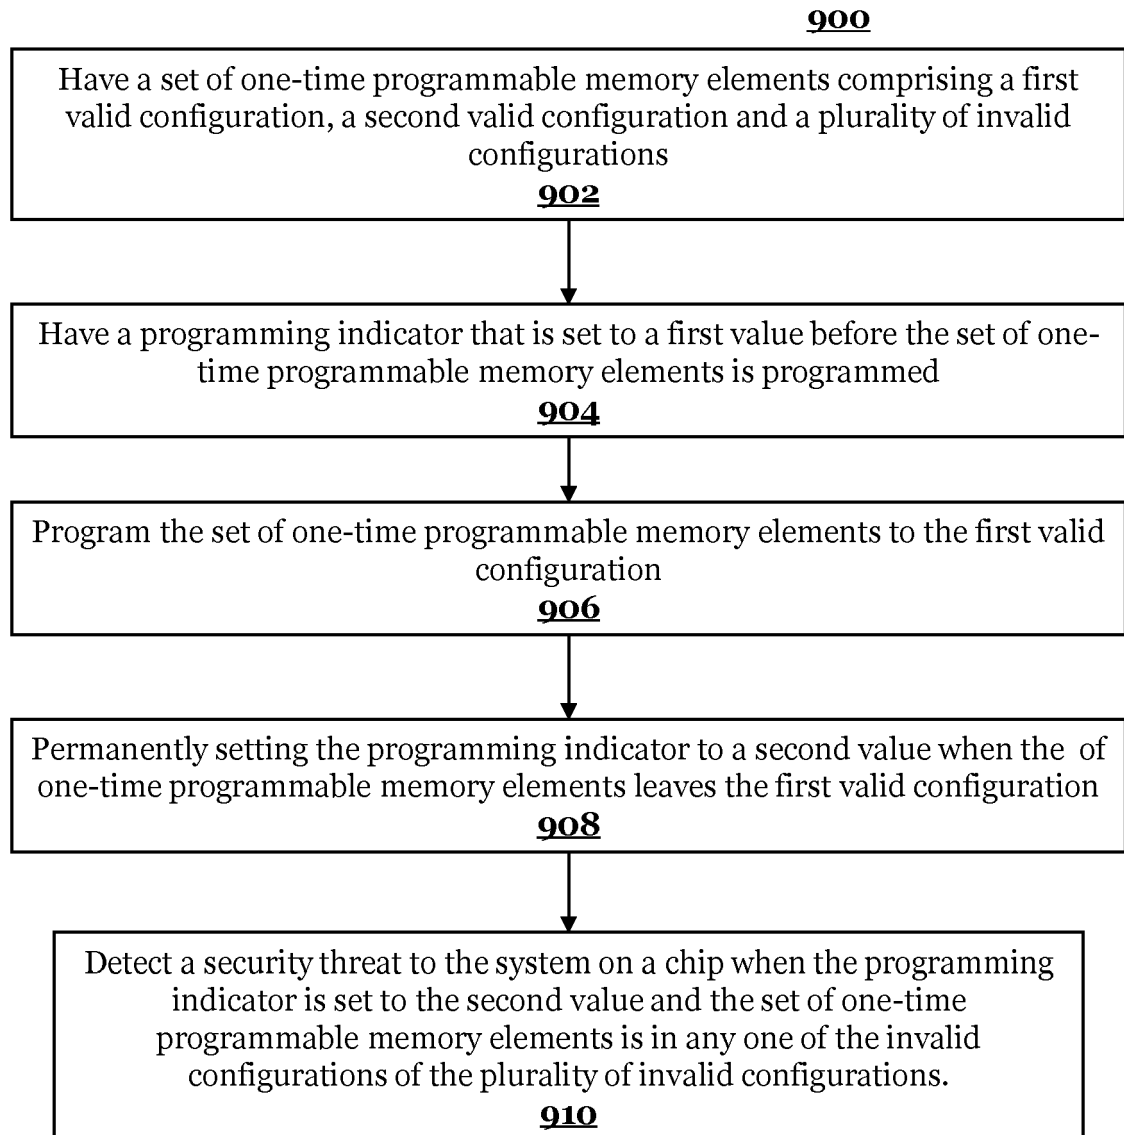 900
Have a set of one-time programmable memory elements comprising a first
valid configuration, a second valid configuration and a plurality of invalid
configurations
902
Have a programming indicator that is set to a first value before the set of one-
time programmable memory elements is programmed
904
Program the set of one-time programmable memory elements to the first valid
configuration
906
Permanently setting the programming indicator to a second value when the of
one-time programmable memory elements leaves the first valid configuration
908
Detect a security threat to the system on a chip when the programming
indicator is set to the second value and the set of one-time
programmable memory elements is in any one of the invalid
configurations of the plurality of invalid configurations.
910